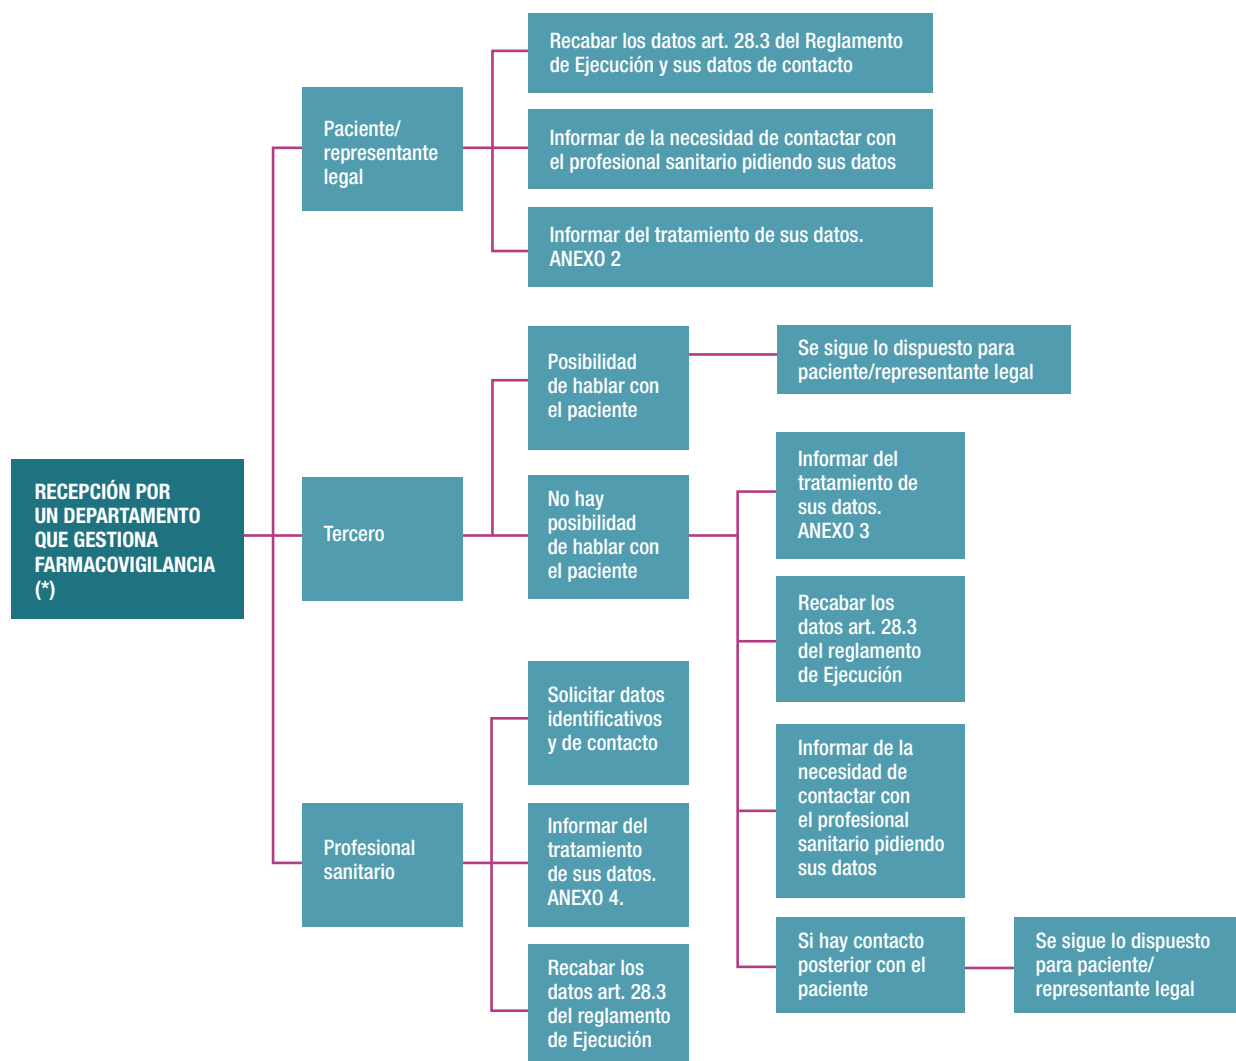 RECEPCIÓN POR
UN DEPARTAMENTO
QUE GESTIONA
FARMACOVIGILANCIA
(*)
Paciente/
representante
legal
Recabar los datos art. 28.3 del Reglamento
de Ejecución y sus datos de contacto
Informar de la necesidad de contactar con
el profesional sanitario pidiendo sus datos
Informar del tratamiento de sus datos.
ANEXO 2
Tercero
Posibilidad
de hablar con
el paciente
Se sigue lo dispuesto para
paciente/representante legal
No hay
posibilidad
de hablar con
el paciente
Informar del
tratamiento de
sus datos.
ANEXO 3
Recabar los
datos art. 28.3
del reglamento
de Ejecución
Informar de la
necesidad de
contactar con
el profesional
sanitario pidiendo
sus datos
Si hay contacto
posterior con el
paciente
Se sigue lo dispuesto
para paciente/
representante legal
Profesional
sanitario
Solicitar datos
identificativos
y de contacto
Informar del
tratamiento
de sus datos.
ANEXO 4.
Recabar los
datos art. 28.3
del reglamento
de Ejecución